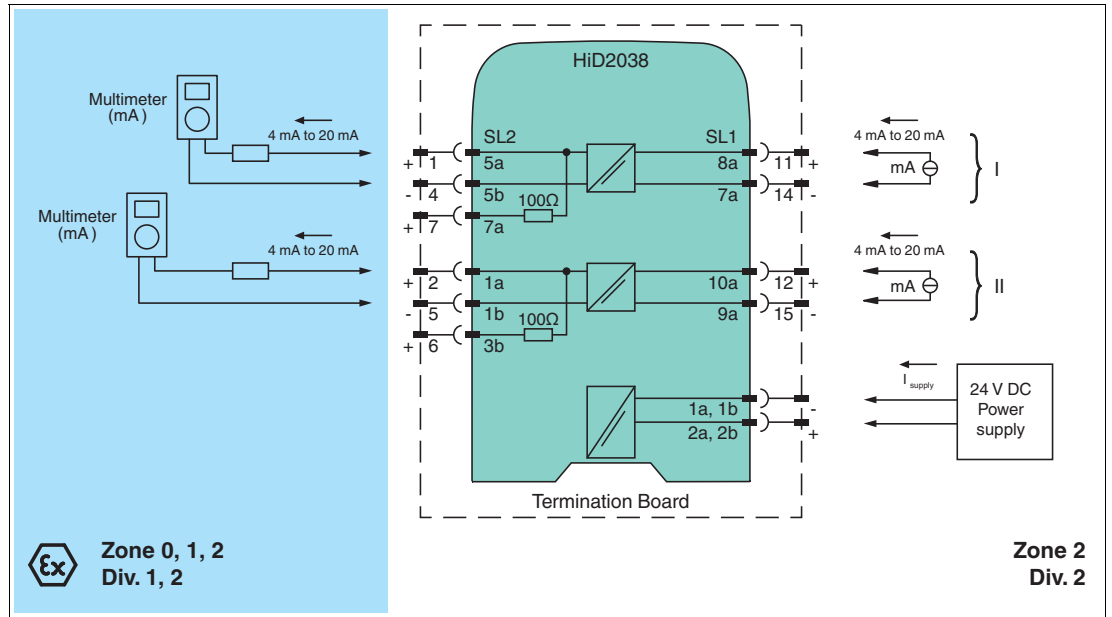 HiD2038
Multimeter
(mA)
4 mA to 20 mA
SL2
SL1
4 mA to 20 mA
+ 1
5a
8a
11 +
mA
I
- 4
5b
7a
14 -
100Ω
+ 7
7a
Multimeter
(mA)
4 mA to 20 mA
4 mA to 20 mA
+ 2
1a
10a
12 +
mA
II
- 5
1b
9a
15 -
100Ω
+ 6
3b
I supply
24 V DC
Power
supply
1a, 1b
-
2a, 2b
+
Termination Board
Ex
Zone 0, 1, 2
Div. 1, 2
Zone 2
Div. 2